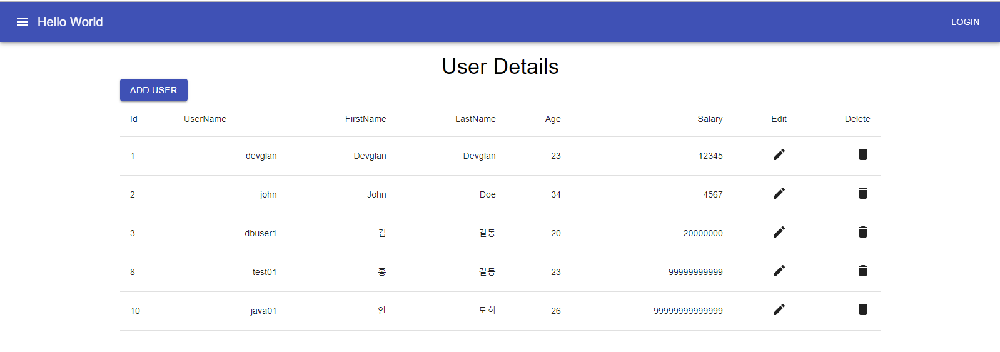 Hello World LOGIN
User Details
ADD USER
Id UserName FirstName LastName Age Salary Edit Delete
1 devglan Devglan Devglan 23 12345
2 john John Doe 34 4567
3 dbuser1 김 길동 20 20000000
8 test01 홍 길동 23 99999999999
10 java01 안 도희 26 99999999999999